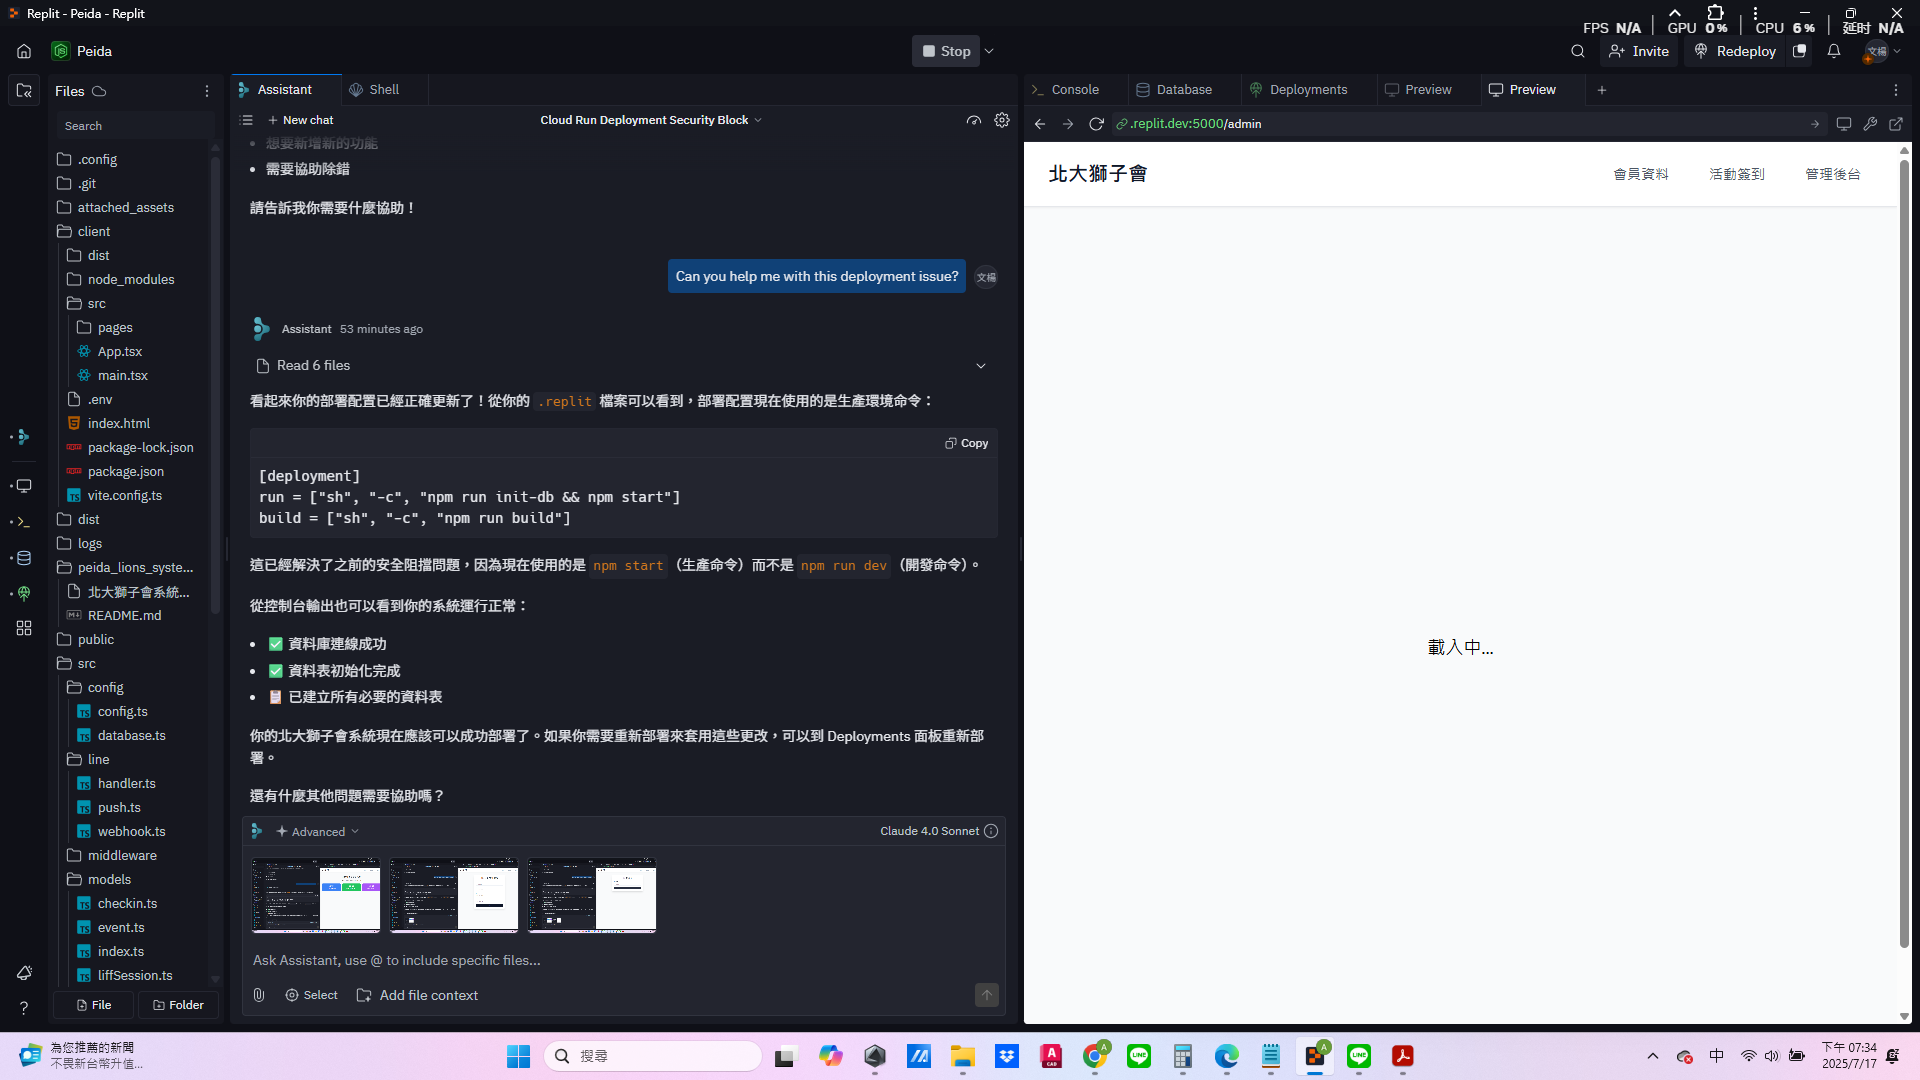 Replit - Peida - Replit
FPS N/A GPU 0% CPU 6% 延时 N/A
Peida
Stop
Invite
Redeploy
文楊
Files
Search
.config
.git
attached_assets
client
dist
node_modules
src
pages
App.tsx
main.tsx
.env
index.html
package-lock.json
package.json
vite.config.ts
dist
logs
peida_lions_syste...
北大獅子會系統...
README.md
public
src
config
config.ts
database.ts
line
handler.ts
push.ts
webhook.ts
middleware
models
checkin.ts
event.ts
index.ts
liffSession.ts
File
Folder
Assistant
Shell
New chat
Cloud Run Deployment Security Block
想要新增新的功能
需要協助除錯
請告訴我你需要什麼協助！
Can you help me with this deployment issue?
文楊
Assistant 53 minutes ago
Read 6 files
看起來你的部署配置已經正確更新了！從你的 .replit 檔案可以看到，部署配置現在使用的是生產環境命令：
Copy
[deployment]
run = ["sh", "-c", "npm run init-db && npm start"]
build = ["sh", "-c", "npm run build"]
這已經解決了之前的安全阻擋問題，因為現在使用的是 npm start（生產命令）而不是 npm run dev（開發命令）。
從控制台輸出也可以看到你的系統運行正常：
✅ 資料庫連線成功
✅ 資料表初始化完成
📋 已建立所有必要的資料表
你的北大獅子會系統現在應該可以成功部署了。如果你需要重新部署來套用這些更改，可以到 Deployments 面板重新部
署。
還有什麼其他問題需要協助嗎？
Advanced
Claude 4.0 Sonnet
Ask Assistant, use @ to include specific files...
Select
Add file context
Console
Database
Deployments
Preview
Preview
.replit.dev:5000/admin
北大獅子會
會員資料
活動簽到
管理後台
載入中...
為您推薦的新聞
不畏新台幣升值...
搜尋
中
下午 07:34
2025/7/17